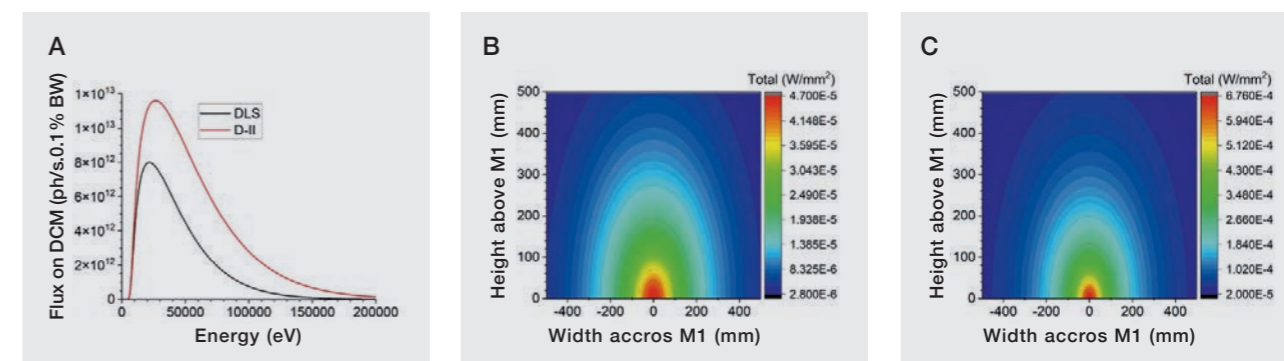 A
Flux on DCM (ph/s.0.1 % BW)
1×10¹³
1×10¹³
8×10¹²
6×10¹²
4×10¹²
2×10¹²
0
DLS
D-II
0 50000 100000 150000 200000
Energy (eV)
B
Total (W/mm²)
Height above M1 (mm)
500
400
300
200
100
0
4.700E-5
4.148E-5
3.595E-5
3.043E-5
2.490E-5
1.938E-5
1.385E-5
8.325E-6
2.800E-6
-400 -200 0 200 400
Width accros M1 (mm)
C
Total (W/mm²)
Height above M1 (mm)
500
400
300
200
100
0
6.760E-4
5.940E-4
5.120E-4
4.300E-4
3.480E-4
2.660E-4
1.840E-4
1.020E-4
2.000E-5
-400 -200 0 200 400
Width accros M1 (mm)